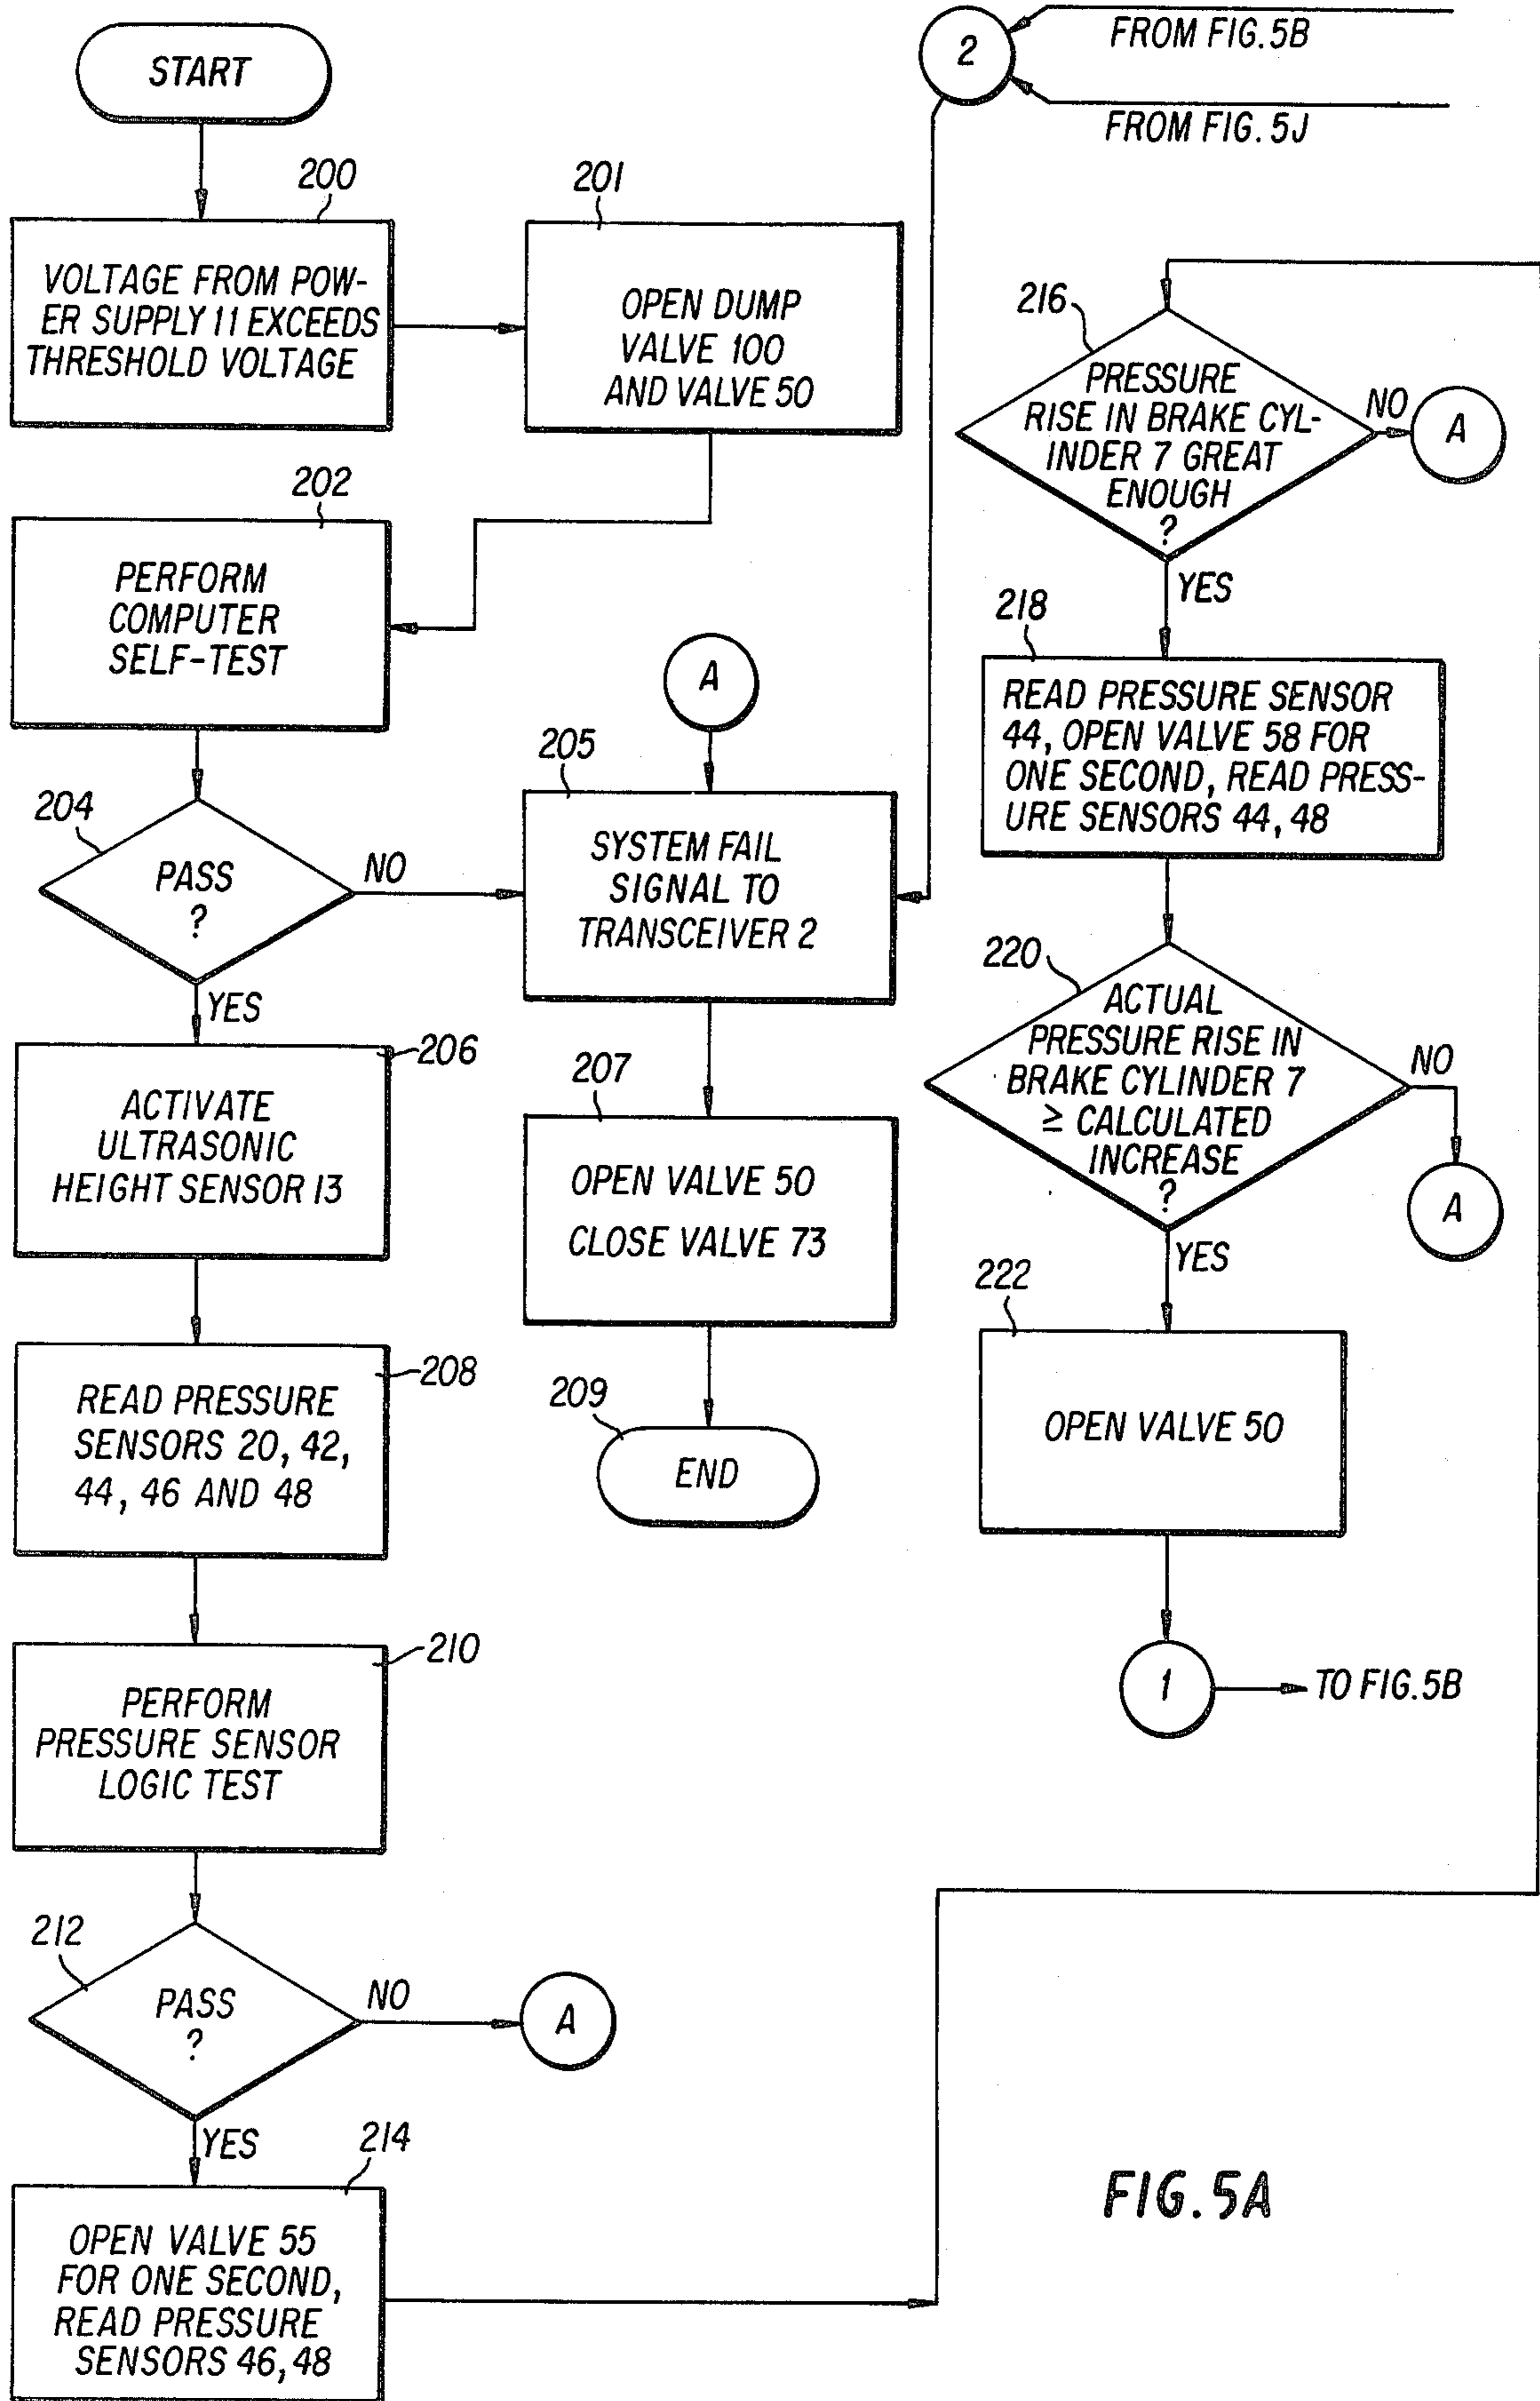 START
200
VOLTAGE FROM POW-
ER SUPPLY 11 EXCEEDS
THRESHOLD VOLTAGE
201
OPEN DUMP
VALVE 100
AND VALVE 50
202
PERFORM
COMPUTER
SELF-TEST
204
PASS
?
NO
YES
A
205
SYSTEM FAIL
SIGNAL TO
TRANSCEIVER 2
207
OPEN VALVE 50
CLOSE VALVE 73
209
END
206
ACTIVATE
ULTRASONIC
HEIGHT SENSOR 13
208
READ PRESSURE
SENSORS 20, 42,
44, 46 AND 48
210
PERFORM
PRESSURE SENSOR
LOGIC TEST
212
PASS
?
NO
A
YES
214
OPEN VALVE 55
FOR ONE SECOND,
READ PRESSURE
SENSORS 46, 48
2
FROM FIG. 5B
FROM FIG. 5J
216
PRESSURE
RISE IN BRAKE CYL-
INDER 7 GREAT
ENOUGH
?
NO
A
YES
218
READ PRESSURE SENSOR
44, OPEN VALVE 58 FOR
ONE SECOND, READ PRESS-
URE SENSORS 44, 48
220
ACTUAL
PRESSURE RISE IN
BRAKE CYLINDER 7
≥ CALCULATED
INCREASE
?
NO
A
YES
222
OPEN VALVE 50
1
TO FIG. 5B
FIG. 5A